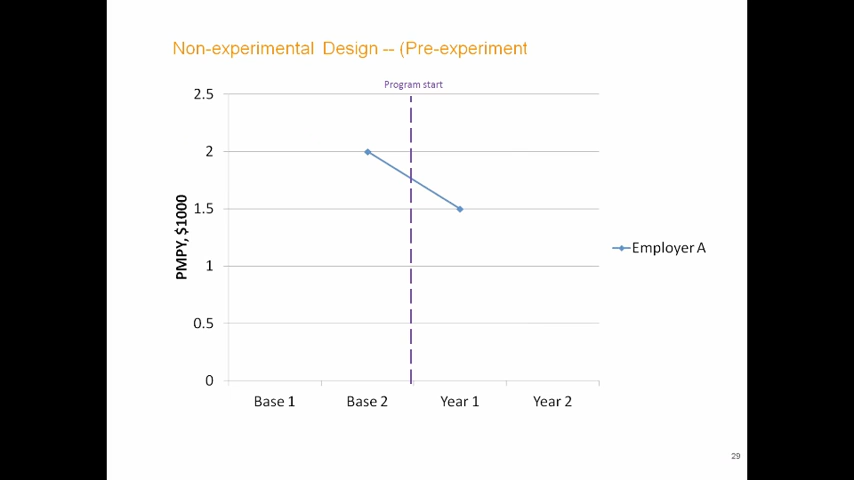 Non-experimental Design -- (Pre-experiment
Program start
2.5
2
1.5
1
0.5
0
PMPY, $1000
Base 1
Base 2
Year 1
Year 2
Employer A
29